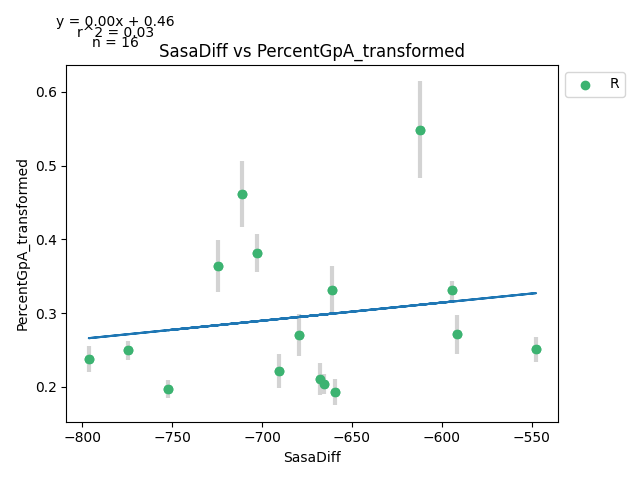 y = 0.00x + 0.46
r^2 = 0.03
n = 16
SasaDiff vs PercentGpA_transformed
R
PercentGpA_transformed
0.6
0.5
0.4
0.3
0.2
−800
−750
−700
−650
−600
−550
SasaDiff